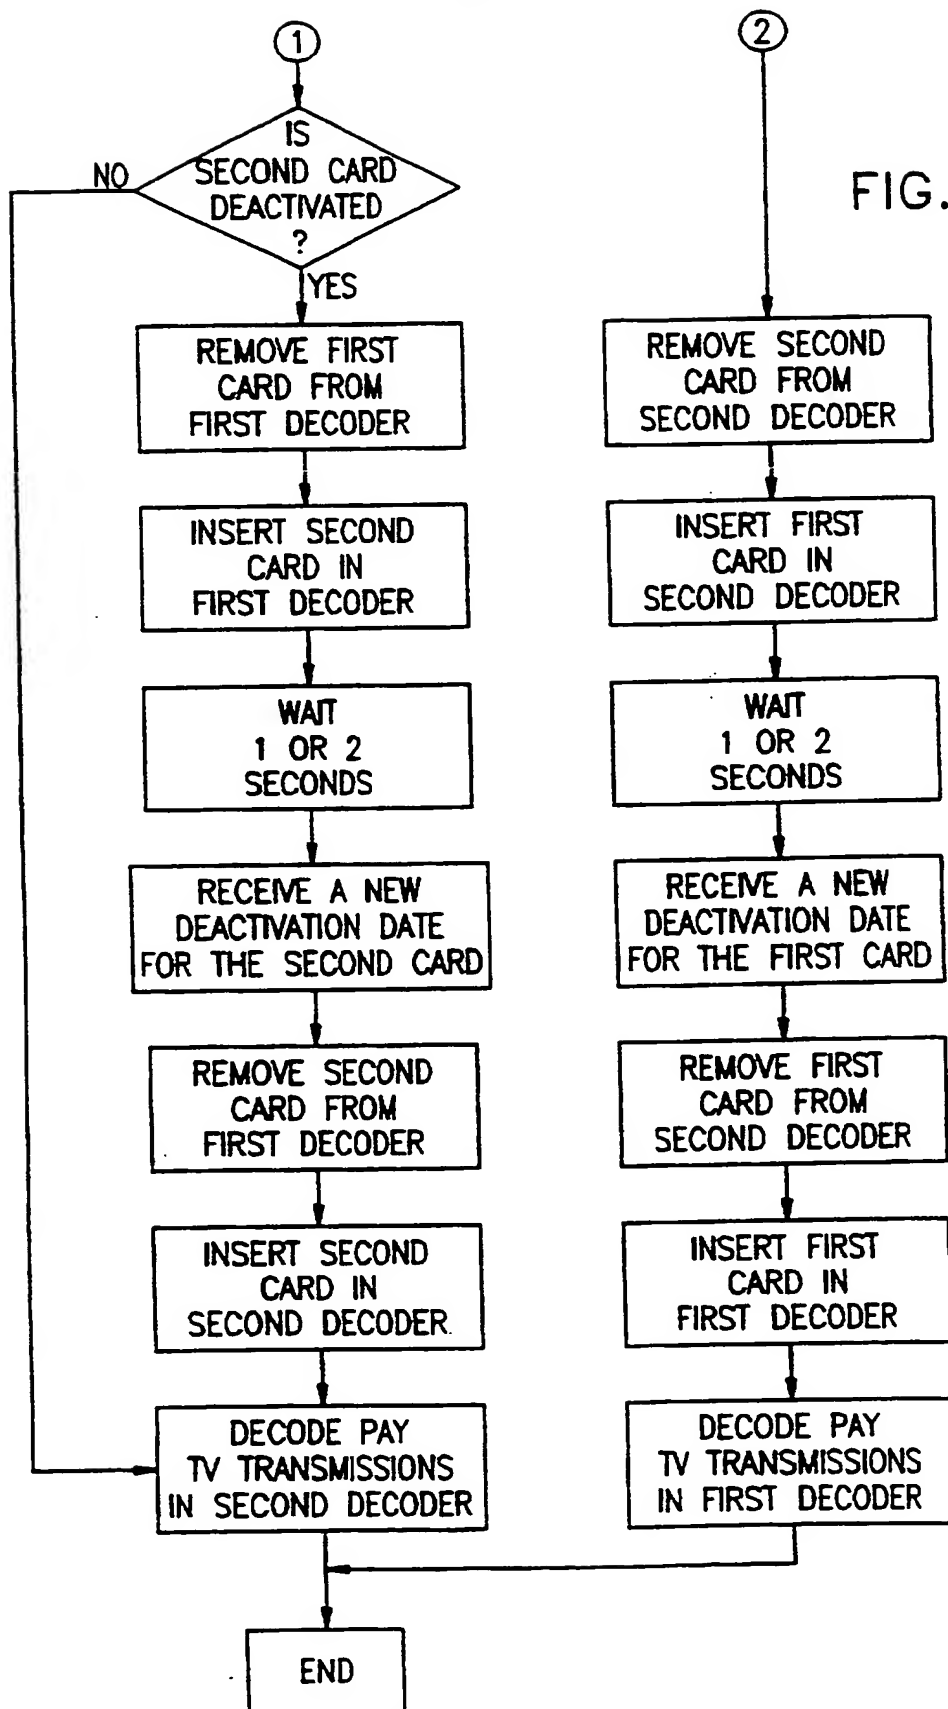 1
IS
SECOND CARD
DEACTIVATED
?
NO
YES
REMOVE FIRST
CARD FROM
FIRST DECODER
INSERT SECOND
CARD IN
FIRST DECODER
WAIT
1 OR 2
SECONDS
RECEIVE A NEW
DEACTIVATION DATE
FOR THE SECOND CARD
REMOVE SECOND
CARD FROM
FIRST DECODER
INSERT SECOND
CARD IN
SECOND DECODER
DECODE PAY
TV TRANSMISSIONS
IN SECOND DECODER
END
2
FIG.
REMOVE SECOND
CARD FROM
SECOND DECODER
INSERT FIRST
CARD IN
SECOND DECODER
WAIT
1 OR 2
SECONDS
RECEIVE A NEW
DEACTIVATION DATE
FOR THE FIRST CARD
REMOVE FIRST
CARD FROM
SECOND DECODER
INSERT FIRST
CARD IN
FIRST DECODER
DECODE PAY
TV TRANSMISSIONS
IN FIRST DECODER